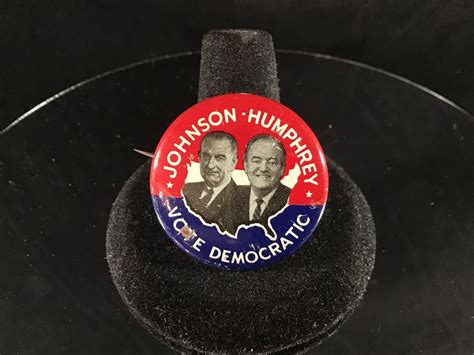 JOHNSON - HUMPHREY
VOTE DEMOCRATIC